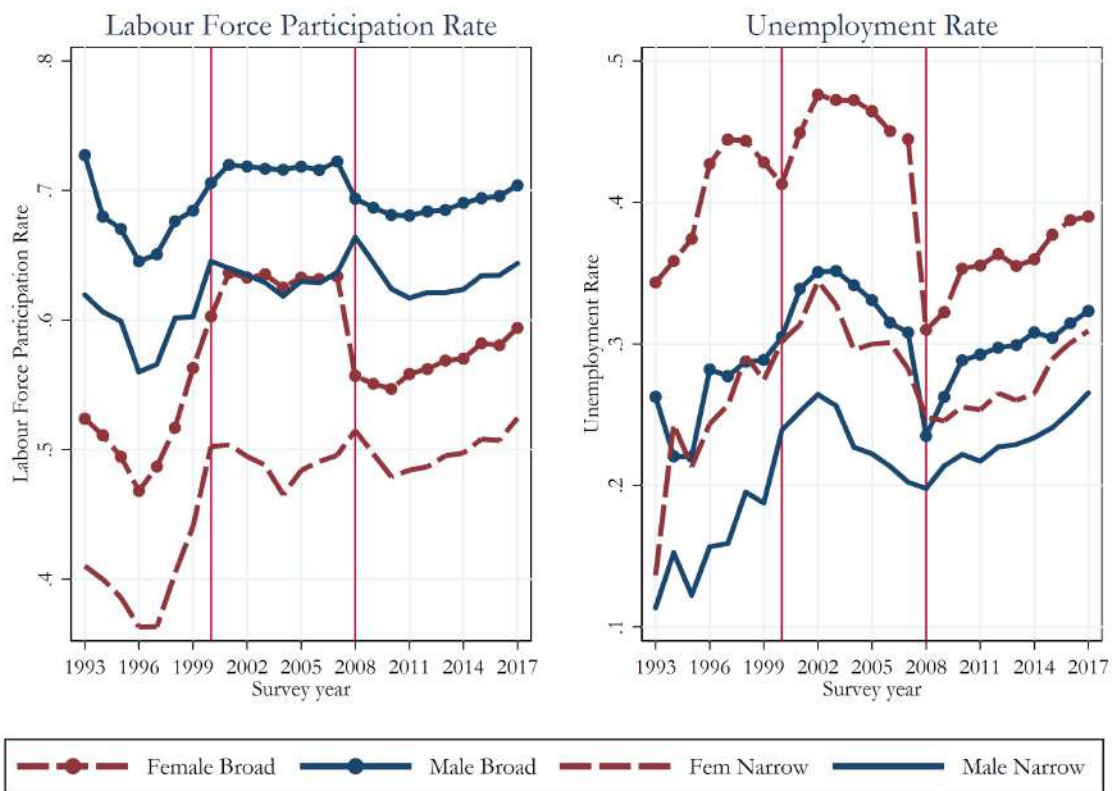 Labour Force Participation Rate
Labour Force Participation Rate
.8
.7
.6
.5
.4
1993 1996 1999 2002 2005 2008 2011 2014 2017
Survey year
Unemployment Rate
Unemployment Rate
.5
.4
.3
.2
.1
1993 1996 1999 2002 2005 2008 2011 2014 2017
Survey year
Female Broad Male Broad Fem Narrow Male Narrow